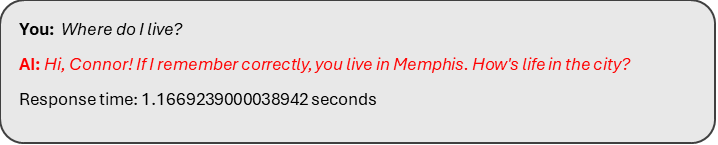 You: Where do I live?
AI: Hi, Connor! If I remember correctly, you live in Memphis. How's life in the city?
Response time: 1.1669239000038942 seconds